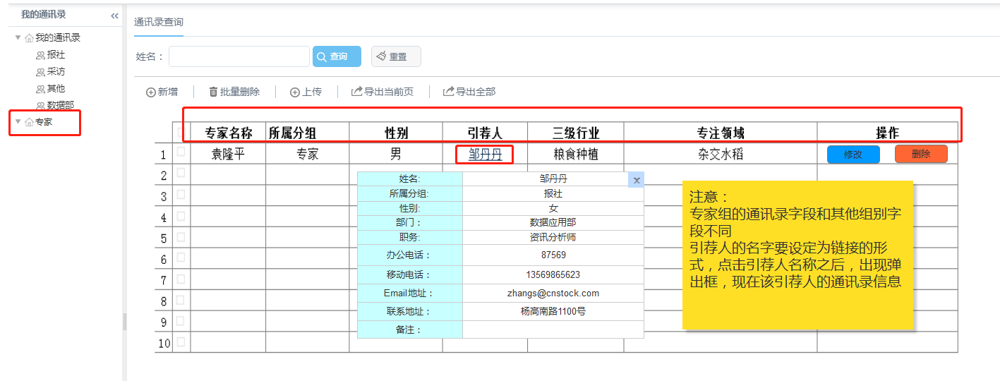 我的通讯录
我的通讯录
报社
采访
其他
数据部
专家
通讯录查询
姓名： 查询 重置
新增 批量删除 上传 导出当前页 导出全部
专家名称 所属分组 性别 引荐人 三级行业 专注领域 操作
1 袁隆平 专家 男 邹丹丹 粮食种植 杂交水稻 修改 删除
2
3
4
5
6
7
8
9
10
姓名: 邹丹丹 x
所属分组: 报社
性别: 女
部门： 数据应用部
职务: 资讯分析师
办公电话： 87569
移动电话： 13569865623
Email地址： zhangs@cnstock.com
联系地址： 杨高南路1100号
备注：
注意：
专家组的通讯录字段和其他组别字
段不同
引荐人的名字要设定为链接的形
式，点击引荐人名称之后，出现弹
出框，现在该引荐人的通讯录信息